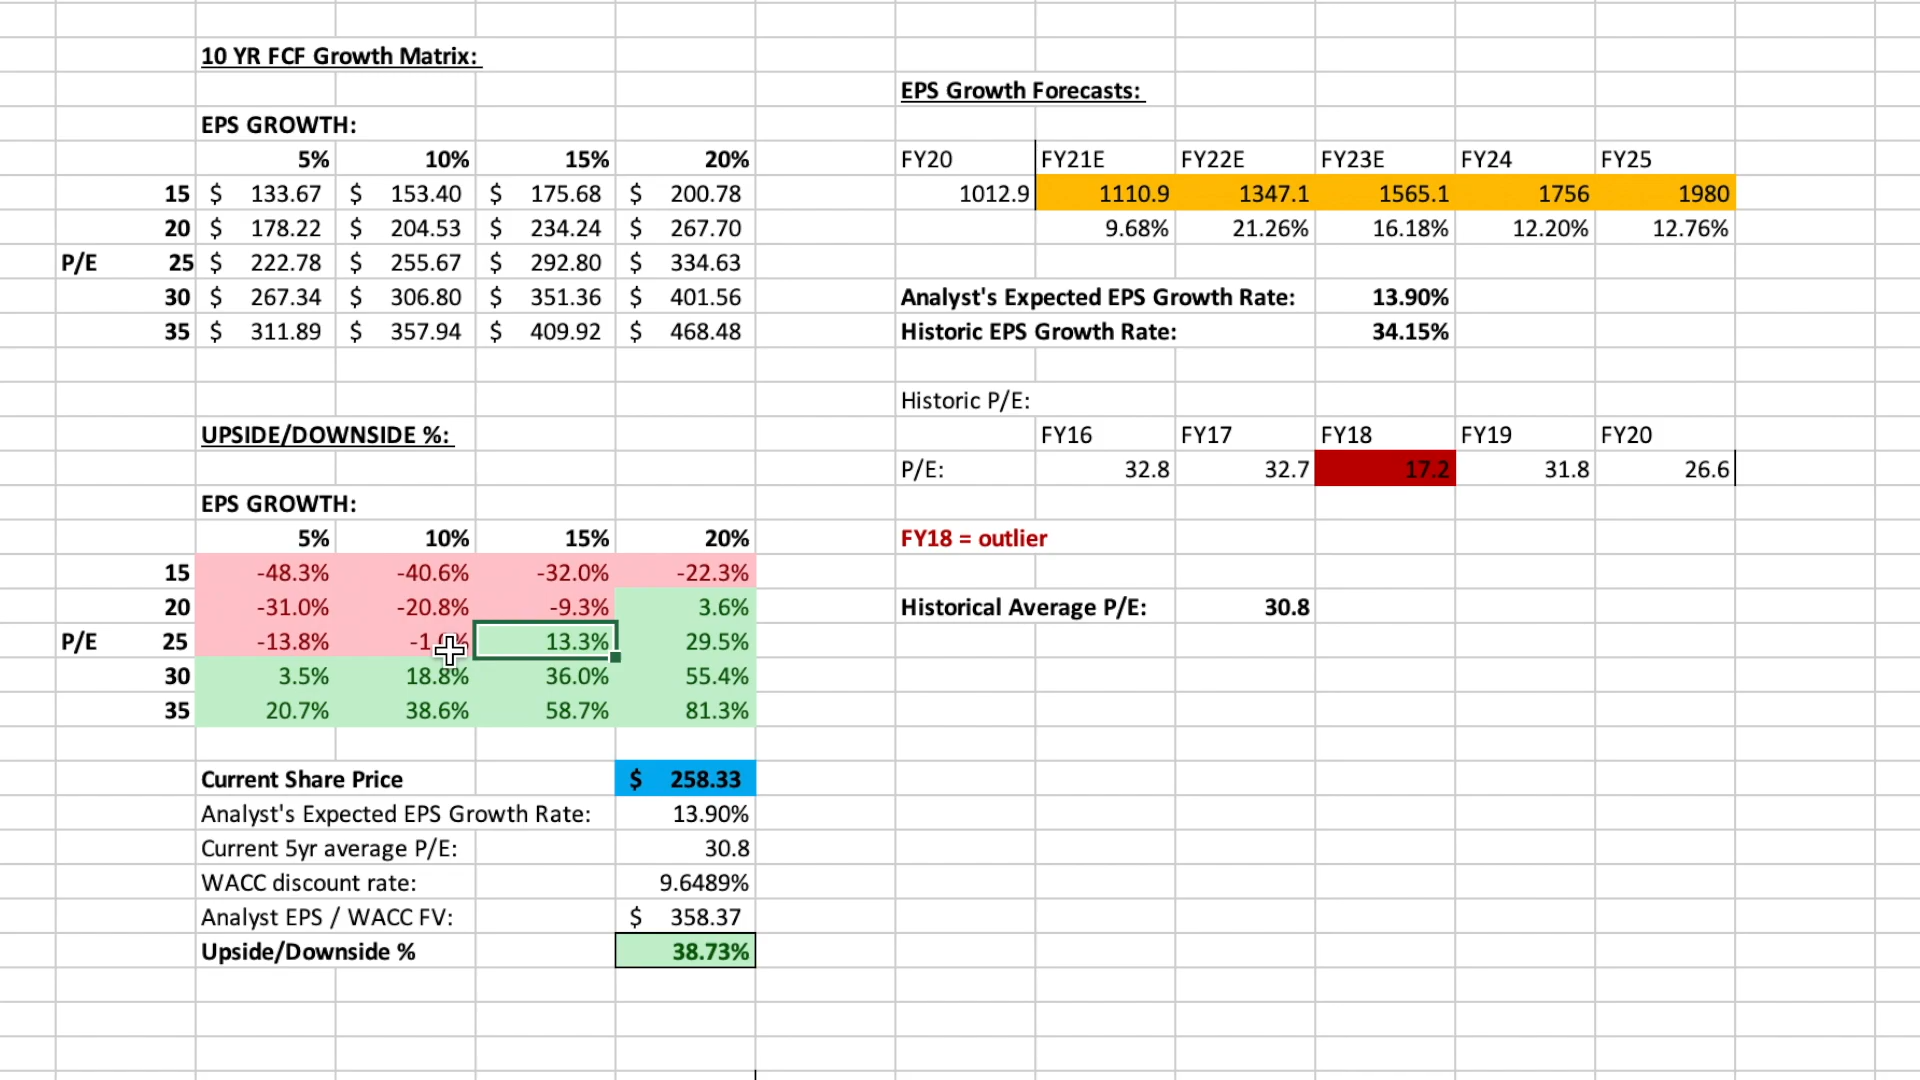 10 YR FCF Growth Matrix:
EPS Growth Forecasts:
EPS GROWTH:
5% 10% 15% 20% FY20 FY21E FY22E FY23E FY24 FY25
15 $ 133.67 $ 153.40 $ 175.68 $ 200.78 1012.9 1110.9 1347.1 1565.1 1756 1980
20 $ 178.22 $ 204.53 $ 234.24 $ 267.70 9.68% 21.26% 16.18% 12.20% 12.76%
P/E 25 $ 222.78 $ 255.67 $ 292.80 $ 334.63
30 $ 267.34 $ 306.80 $ 351.36 $ 401.56 Analyst's Expected EPS Growth Rate: 13.90%
35 $ 311.89 $ 357.94 $ 409.92 $ 468.48 Historic EPS Growth Rate: 34.15%
Historic P/E:
UPSIDE/DOWNSIDE %: FY16 FY17 FY18 FY19 FY20
P/E: 32.8 32.7 17.2 31.8 26.6
EPS GROWTH:
5% 10% 15% 20% FY18 = outlier
15 -48.3% -40.6% -32.0% -22.3%
20 -31.0% -20.8% -9.3% 3.6% Historical Average P/E: 30.8
P/E 25 -13.8% 13.3% 29.5%
30 3.5% 18.8% 36.0% 55.4%
35 20.7% 38.6% 58.7% 81.3%
Current Share Price $ 258.33
Analyst's Expected EPS Growth Rate: 13.90%
Current 5yr average P/E: 30.8
WACC discount rate: 9.6489%
Analyst EPS / WACC FV: $ 358.37
Upside/Downside % 38.73%